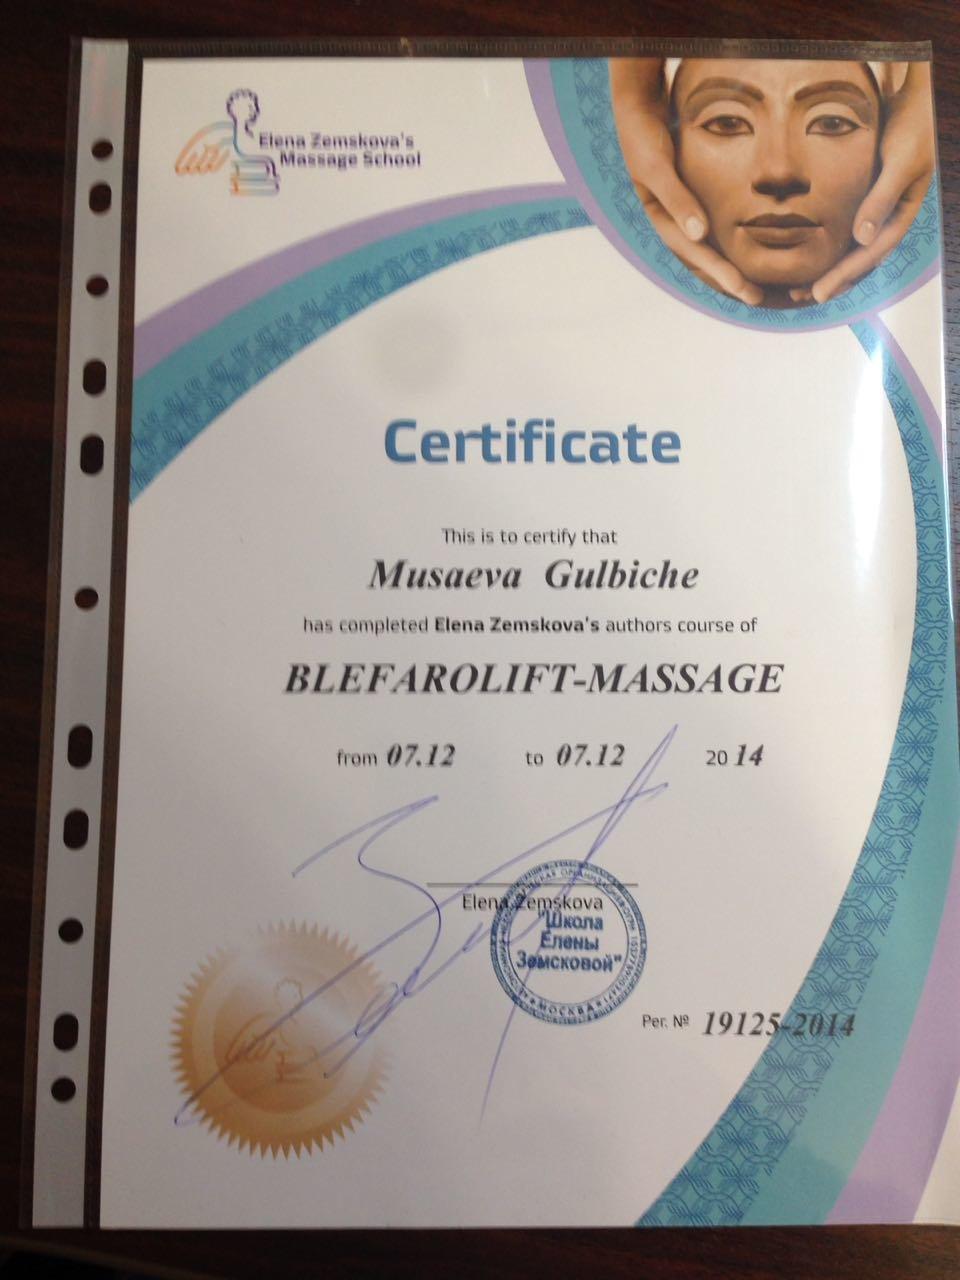 Elena Zemskova's
Massage School
Certificate
This is to certify that
Musaeva Gulbiche
has completed Elena Zemskova's authors course of
BLEFAROLIFT-MASSAGE
from 07.12 to 07.12 2014
Elena Zemskova
"Школа
Елены
Земсковой"
МОСКВА
Рег. № 19125-2014